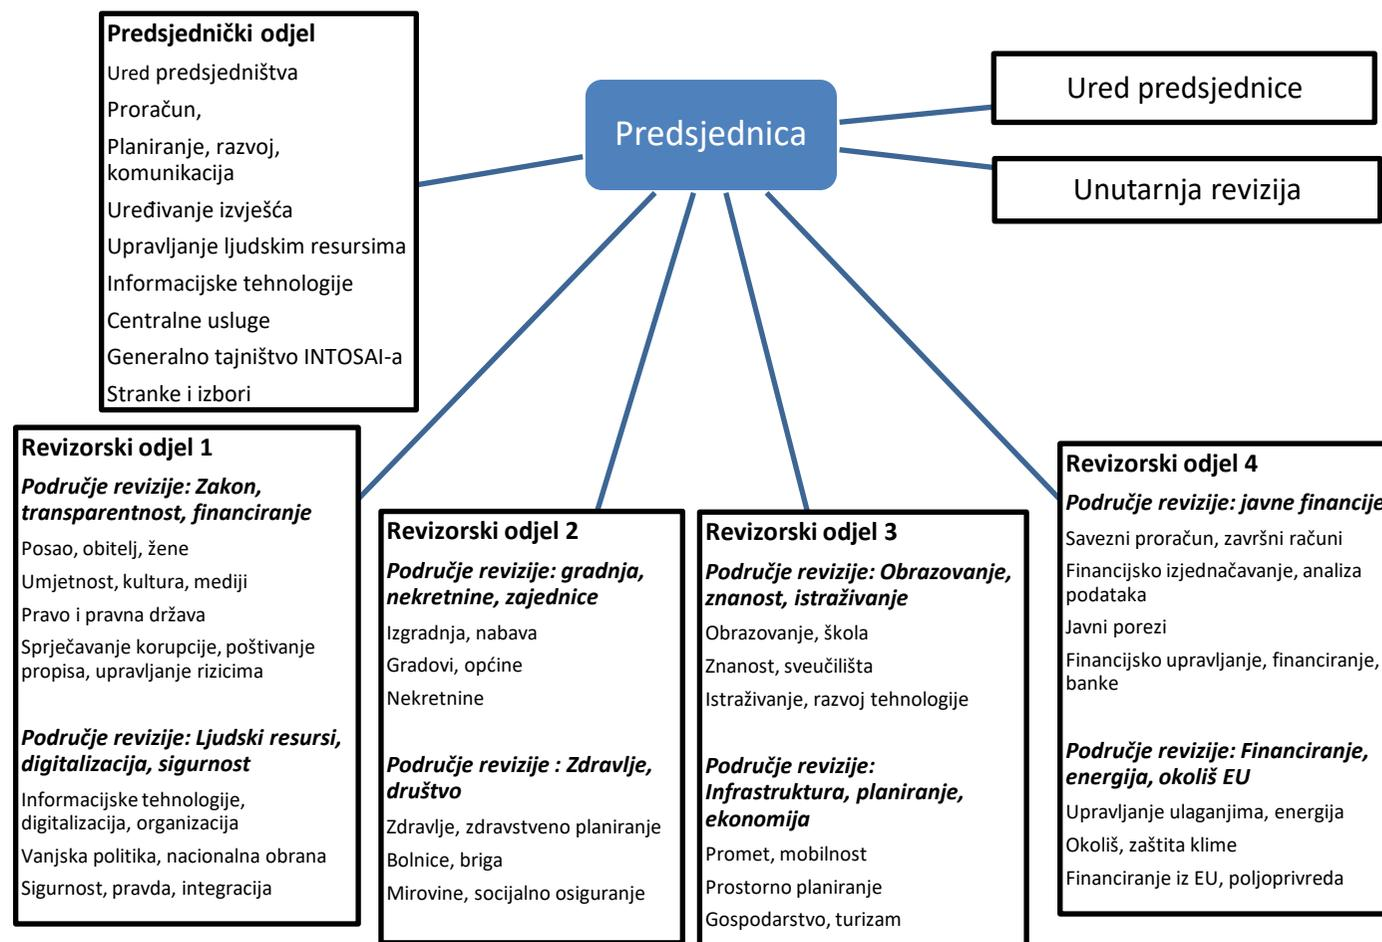 Predsjednički odjel
Ured predsjedništva
Proračun,
Planiranje, razvoj,
komunikacija
Uređivanje izvješća
Upravljanje ljudskim resursima
Informacijske tehnologije
Centralne usluge
Generalno tajništvo INTOSAI-a
Stranke i izbori
Predsjednica
Ured predsjednice
Unutarnja revizija
Revizorski odjel 1
Područje revizije: Zakon,
transparentnost, financiranje
Posao, obitelj, žene
Umjetnost, kultura, mediji
Pravo i pravna država
Sprječavanje korupcije, poštivanje
propisa, upravljanje rizicima
Područje revizije: Ljudski resursi,
digitalizacija, sigurnost
Informacijske tehnologije,
digitalizacija, organizacija
Vanjska politika, nacionalna obrana
Sigurnost, pravda, integracija
Revizorski odjel 2
Područje revizije: gradnja,
nekretnine, zajednice
Izgradnja, nabava
Gradovi, općine
Nekretnine
Područje revizije : Zdravlje,
društvo
Zdravlje, zdravstveno planiranje
Bolnice, briga
Mirovine, socijalno osiguranje
Revizorski odjel 3
Područje revizije: Obrazovanje,
znanost, istraživanje
Obrazovanje, škola
Znanost, sveučilišta
Istraživanje, razvoj tehnologije
Područje revizije:
Infrastruktura, planiranje,
ekonomija
Promet, mobilnost
Prostorno planiranje
Gospodarstvo, turizam
Revizorski odjel 4
Područje revizije: javne financije
Savezni proračun, završni računi
Financijsko izjednačavanje, analiza
podataka
Javni porezi
Financijsko upravljanje, financiranje,
banke
Područje revizije: Financiranje,
energija, okoliš EU
Upravljanje ulaganjima, energija
Okoliš, zaštita klime
Financiranje iz EU, poljoprivreda